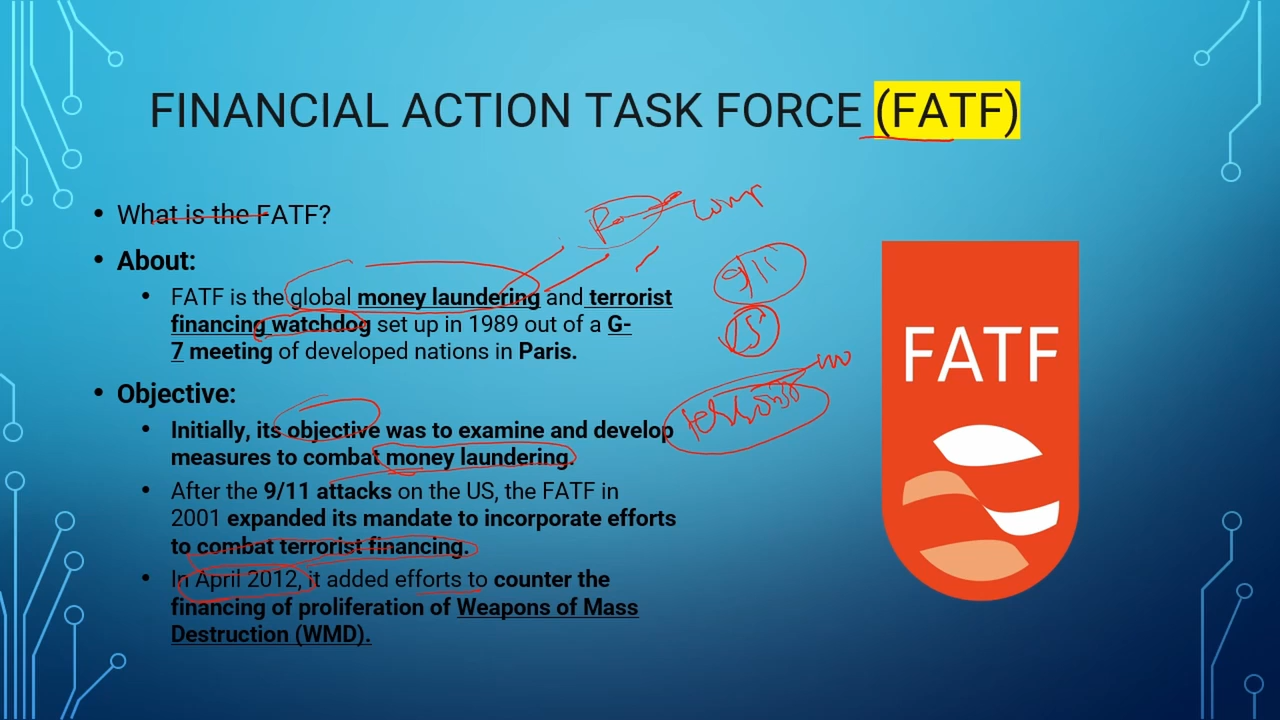 FINANCIAL ACTION TASK FORCE (FATF)
• What is the FATF?
• About:
• FATF is the global money laundering and terrorist
financing watchdog set up in 1989 out of a G-
7 meeting of developed nations in Paris.
• Objective:
• Initially, its objective was to examine and develop
measures to combat money laundering.
• After the 9/11 attacks on the US, the FATF in
2001 expanded its mandate to incorporate efforts
to combat terrorist financing.
• In April 2012, it added efforts to counter the
financing of proliferation of Weapons of Mass
Destruction (WMD).
9/11
FATF